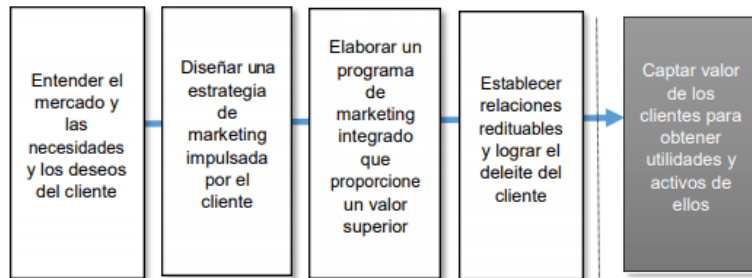 Entender el
mercado y
las
necesidades
y los deseos
del cliente
Diseñar una
estrategia
de
marketing
impulsada
por el
cliente
Elaborar un
programa
de
marketing
integrado
que
proporcione
un valor
superior
Establecer
relaciones
redituables
y lograr el
deleite del
cliente
Captar valor
de los
clientes para
obtener
utilidades y
activos de
ellos